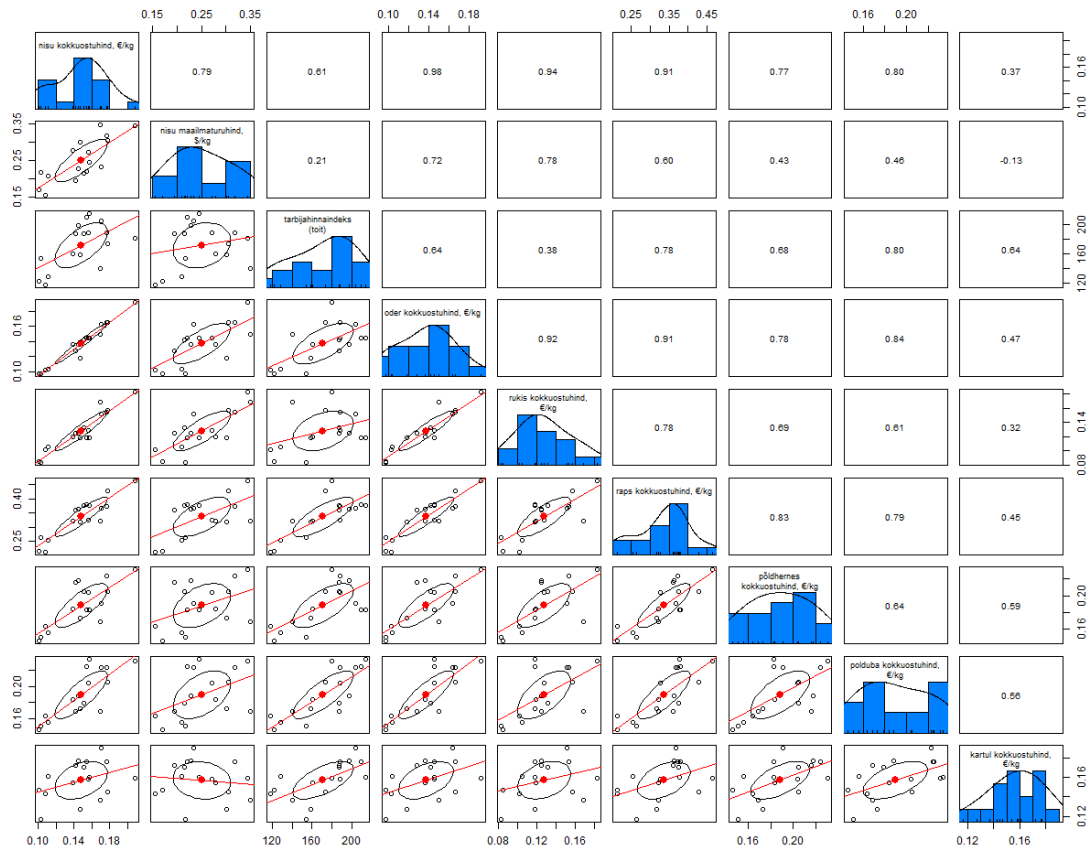 0.15 0.25 0.35 0.10 0.14 0.18 0.25 0.35 0.45 0.16 0.20
nisu kokkuostuhind, €/kg
0.79 0.61 0.98 0.94 0.91 0.77 0.80 0.37
0.10 0.16
0.15 0.25 0.35
nisu maailmaturuhind,
$/kg
0.21 0.72 0.78 0.60 0.43 0.46 -0.13
tarbijahinnaindeks
(toit)
0.64 0.38 0.78 0.68 0.80 0.64
120 160 200
0.10 0.16
oder kokkuostuhind, €/kg
0.92 0.91 0.78 0.84 0.47
rukis kokkuostuhind,
€/kg
0.78 0.69 0.61 0.32
0.08 0.14
0.25 0.40
raps kokkuostuhind, €/kg
0.83 0.79 0.45
põldhernes
kokkuostuhind, €/kg
0.64 0.59
0.16 0.20
0.16 0.20
polduba kokkuostuhind,
€/kg
0.56
kartul kokkuostuhind,
€/kg
0.12 0.16
0.10 0.14 0.18 120 160 200 0.08 0.12 0.16 0.16 0.20 0.12 0.16